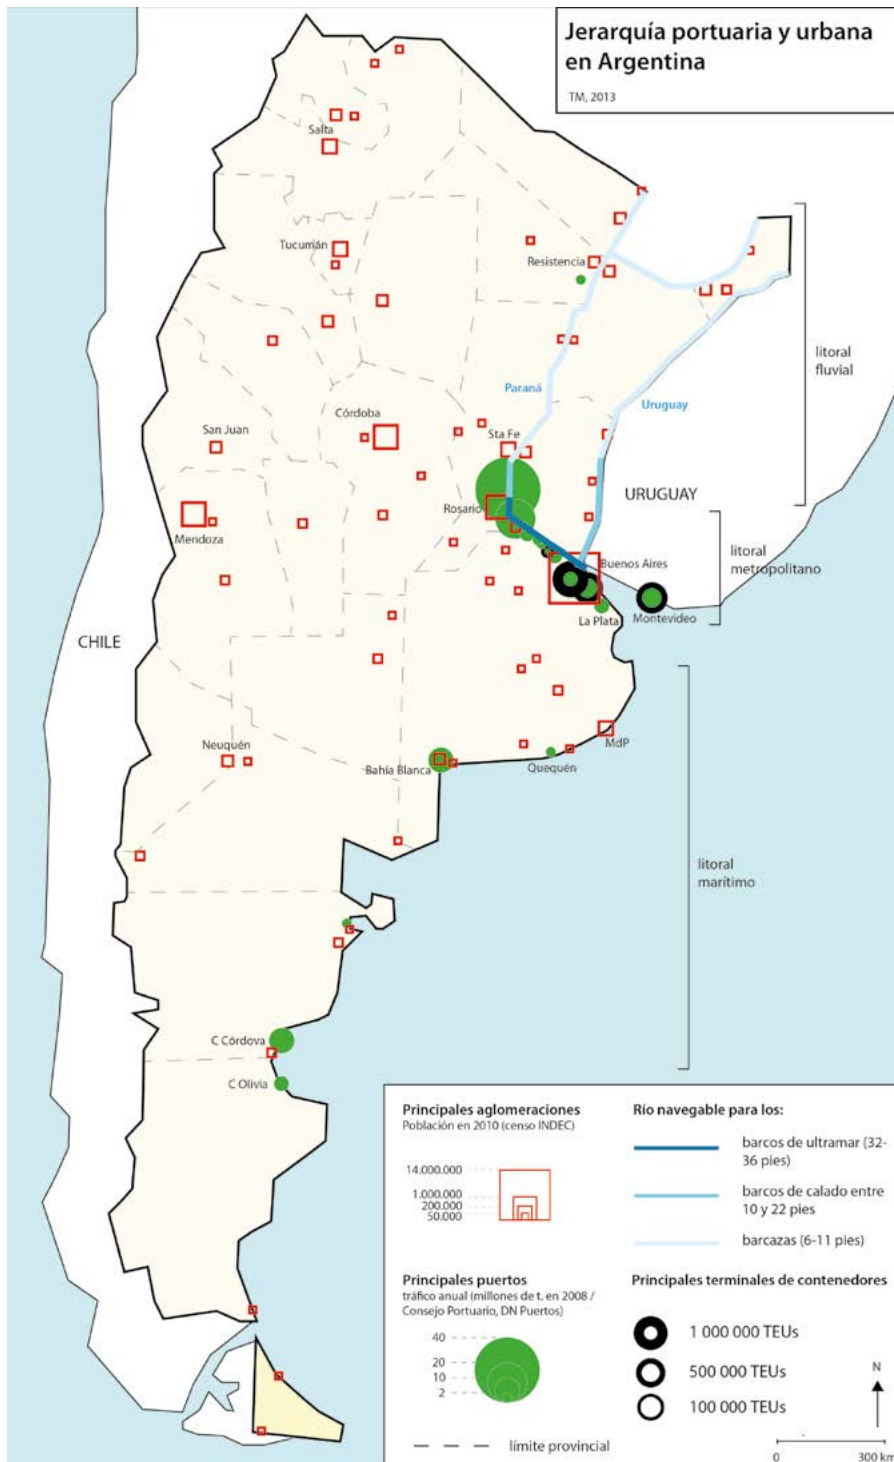 Jerarquía portuaria y urbana
en Argentina
TM, 2013
Salta
Tucumán
Resistencia
litoral
fluvial
Paraná
Uruguay
Córdoba
San Juan
Sta Fe
Rosario
URUGUAY
Mendoza
Buenos Aires
litoral
metropolitano
La Plata
Montevideo
CHILE
MdP
Neuquén
Bahía Blanca
Quequén
litoral
marítimo
C Córdova
C Olivia
Principales aglomeraciones
Población en 2010 (censo INDEC)
14.000.000
1.000.000
200.000
50.000
Río navegable para los:
barcos de ultramar (32-
36 pies)
barcos de calado entre
10 y 22 pies
barcazas (6-11 pies)
Principales puertos
tráfico anual (millones de t. en 2008 /
Consejo Portuario, DN Puertos)
40
20
10
2
límite provincial
Principales terminales de contenedores
1 000 000 TEUs
500 000 TEUs
100 000 TEUs
N
0 300 km